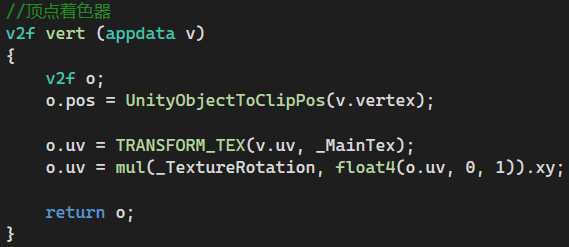 //顶点着色器
v2f vert (appdata v)
{
    v2f o;
    o.pos = UnityObjectToClipPos(v.vertex);

    o.uv = TRANSFORM_TEX(v.uv, _MainTex);
    o.uv = mul(_TextureRotation, float4(o.uv, 0, 1)).xy;

    return o;
}